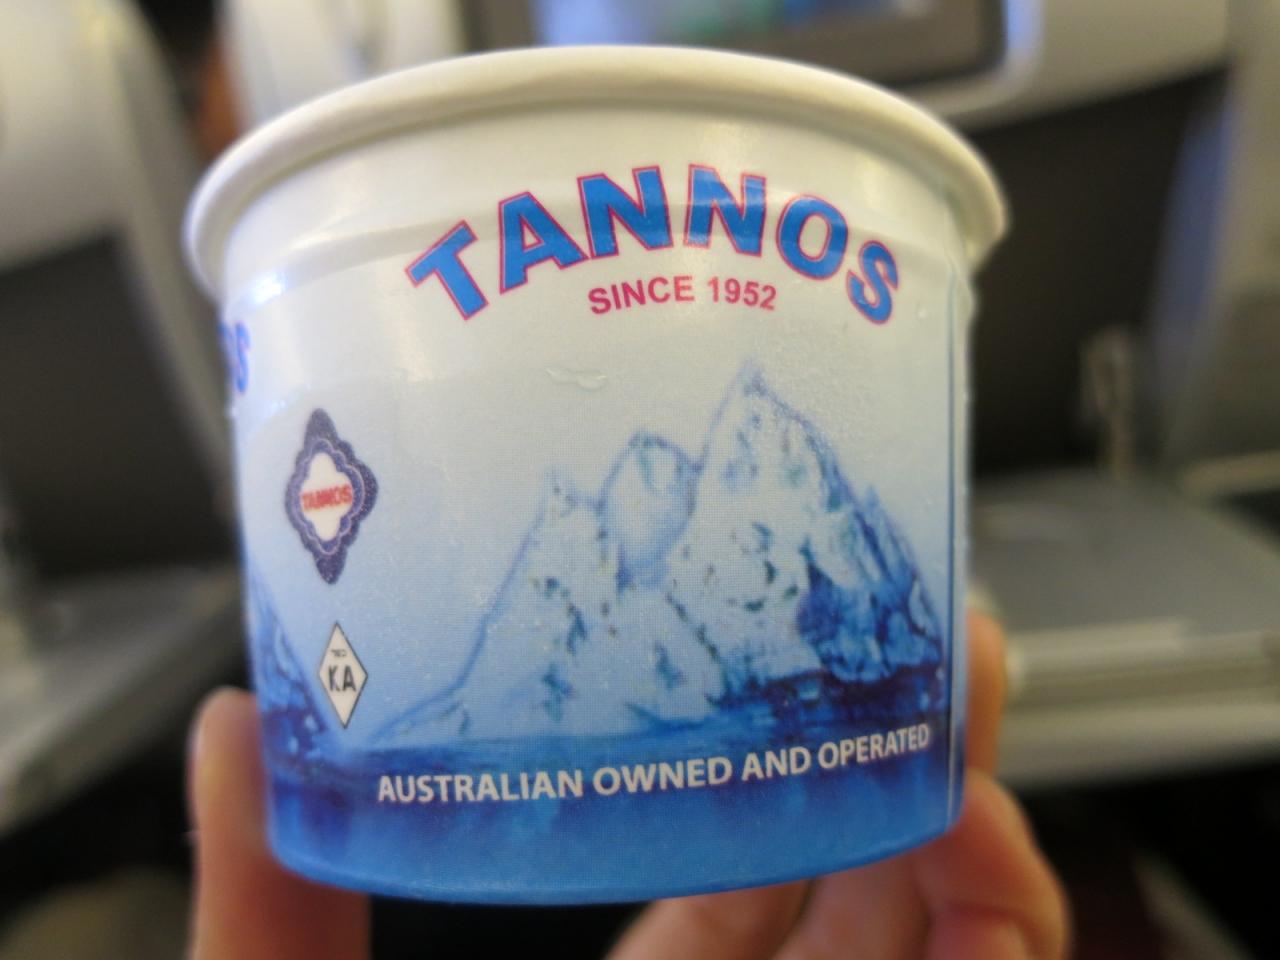 TANNOS
SINCE 1952
TANNOS
KA
AUSTRALIAN OWNED AND OPERATED